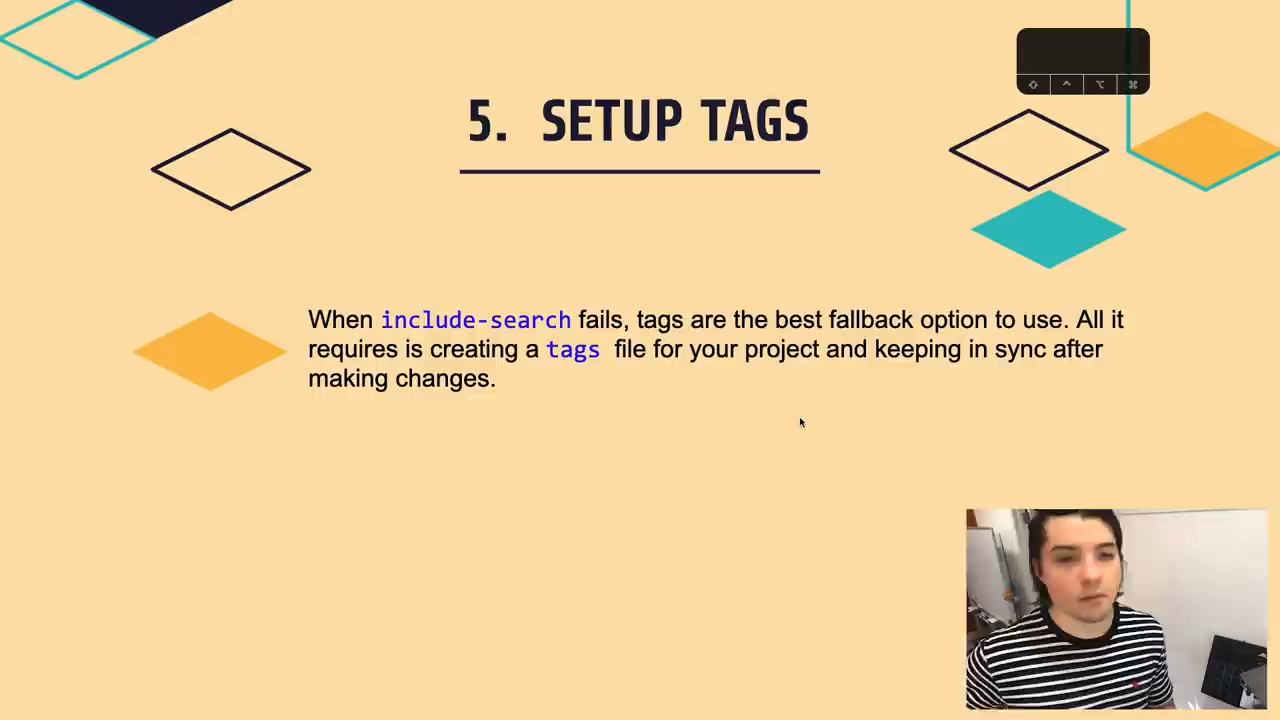 5. SETUP TAGS
When include-search fails, tags are the best fallback option to use. All it
requires is creating a tags file for your project and keeping in sync after
making changes.